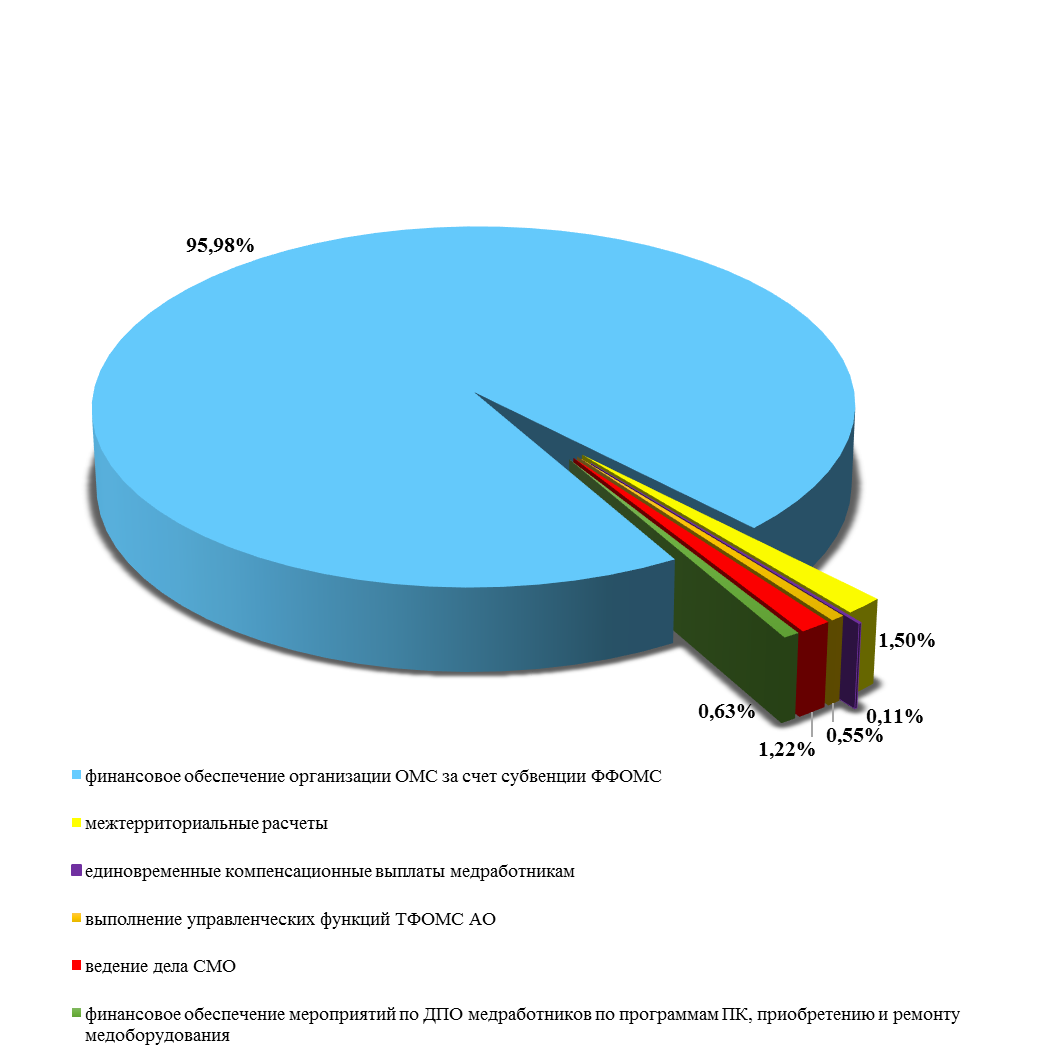 95,98%
1,50%
0,63%
0,11%
0,55%
1,22%
финансовое обеспечение организации ОМС за счет субвенции ФФОМС
межтерриториальные расчеты
единовременные компенсационные выплаты медработникам
выполнение управленческих функций ТФОМС АО
ведение дела СМО
финансовое обеспечение мероприятий по ДПО медработников по программам ПК, приобретению и ремонту
медоборудования